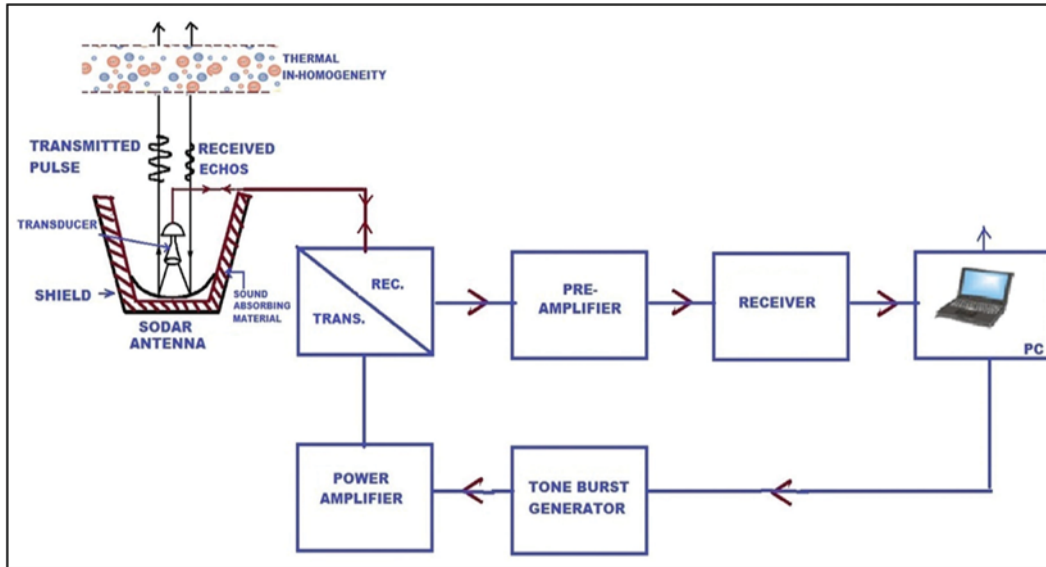 THERMAL
IN-HOMOGENEITY
TRANSMITTED
PULSE
RECEIVED
ECHOS
TRANSDUCER
SHIELD
SOUND
ABSORBING
MATERIAL
SODAR
ANTENNA
REC.
TRANS.
PRE-
AMPLIFIER
RECEIVER
PC
POWER
AMPLIFIER
TONE BURST
GENERATOR